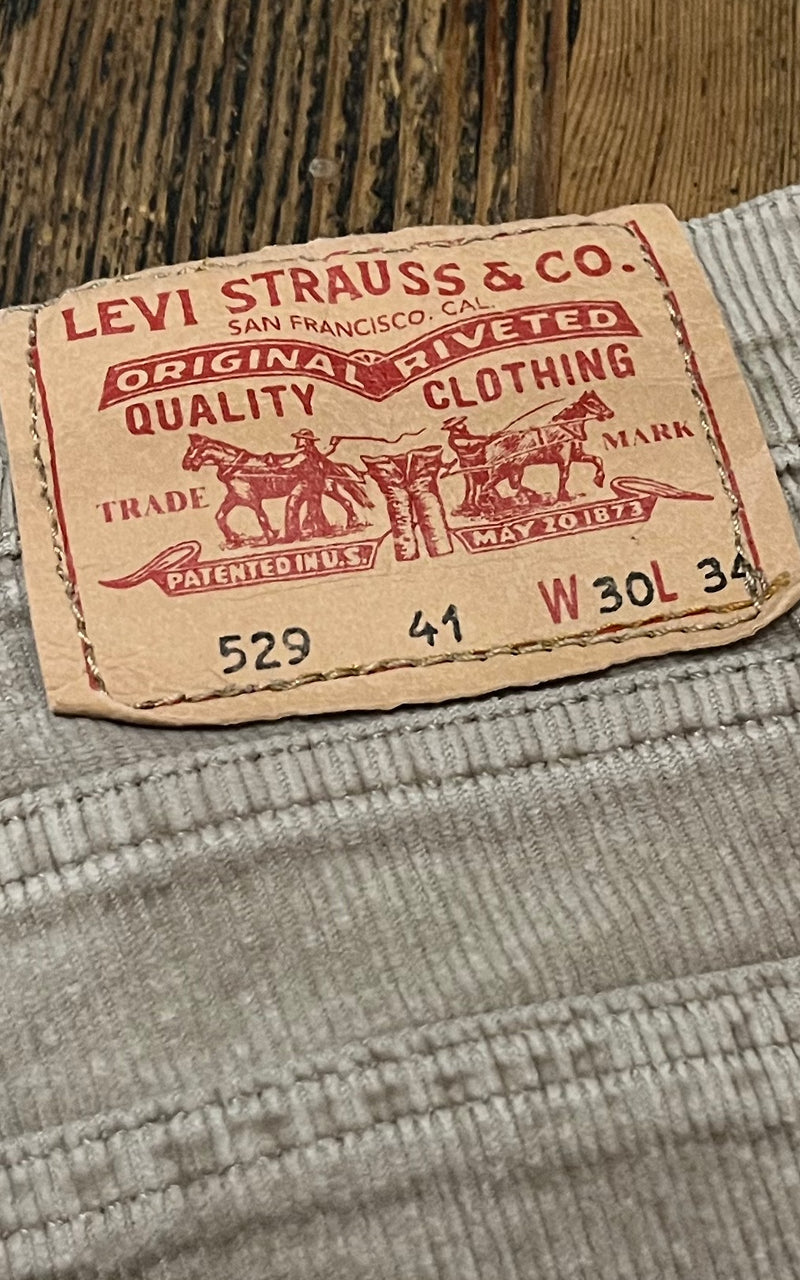 LEVI STRAUSS & CO.
SAN FRANCISCO. CAL.
ORIGINAL RIVETED
QUALITY CLOTHING
TRADE MARK
PATENTED IN U.S. MAY 20 1873
529 41 W 30 L 34